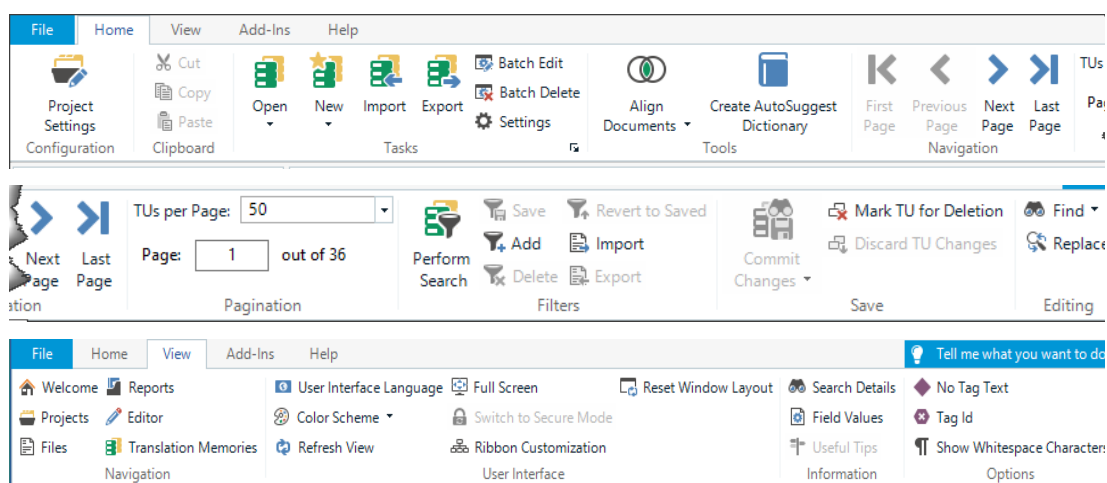 File Home View Add-Ins Help
Cut
Copy
Paste
Batch Edit
Batch Delete
Settings
Project Settings
Open
New
Import
Export
Align Documents
Create AutoSuggest Dictionary
First Page
Previous Page
Next Page
Last Page
TUs
Configuration
Clipboard
Tasks
Tools
Navigation
Next Page
Last Page
TUs per Page: 50
Page: 1 out of 36
Perform Search
Save
Revert to Saved
Add
Import
Delete
Export
Commit Changes
Mark TU for Deletion
Discard TU Changes
Find
Replace
Pagination
Filters
Save
Editing
File Home View Add-Ins Help
Tell me what you want to do
Welcome Reports User Interface Language Full Screen Reset Window Layout Search Details No Tag Text
Projects Editor Color Scheme Switch to Secure Mode Field Values Tag Id
Files Translation Memories Refresh View Ribbon Customization Useful Tips Show Whitespace Characters
Navigation User Interface Information Options